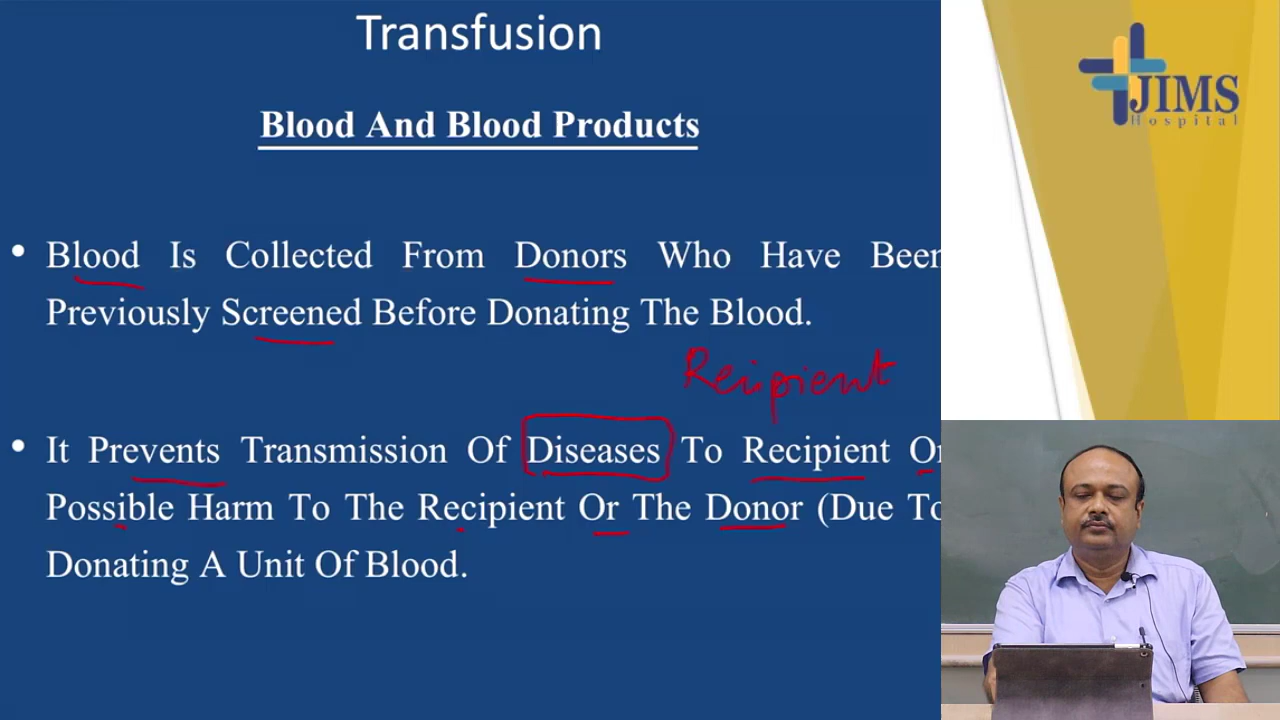 Transfusion
Blood And Blood Products
• Blood Is Collected From Donors Who Have Been
Previously Screened Before Donating The Blood.
Recipient
• It Prevents Transmission Of Diseases To Recipient Or
Possible Harm To The Recipient Or The Donor (Due To
Donating A Unit Of Blood.
JIMS
Hospital